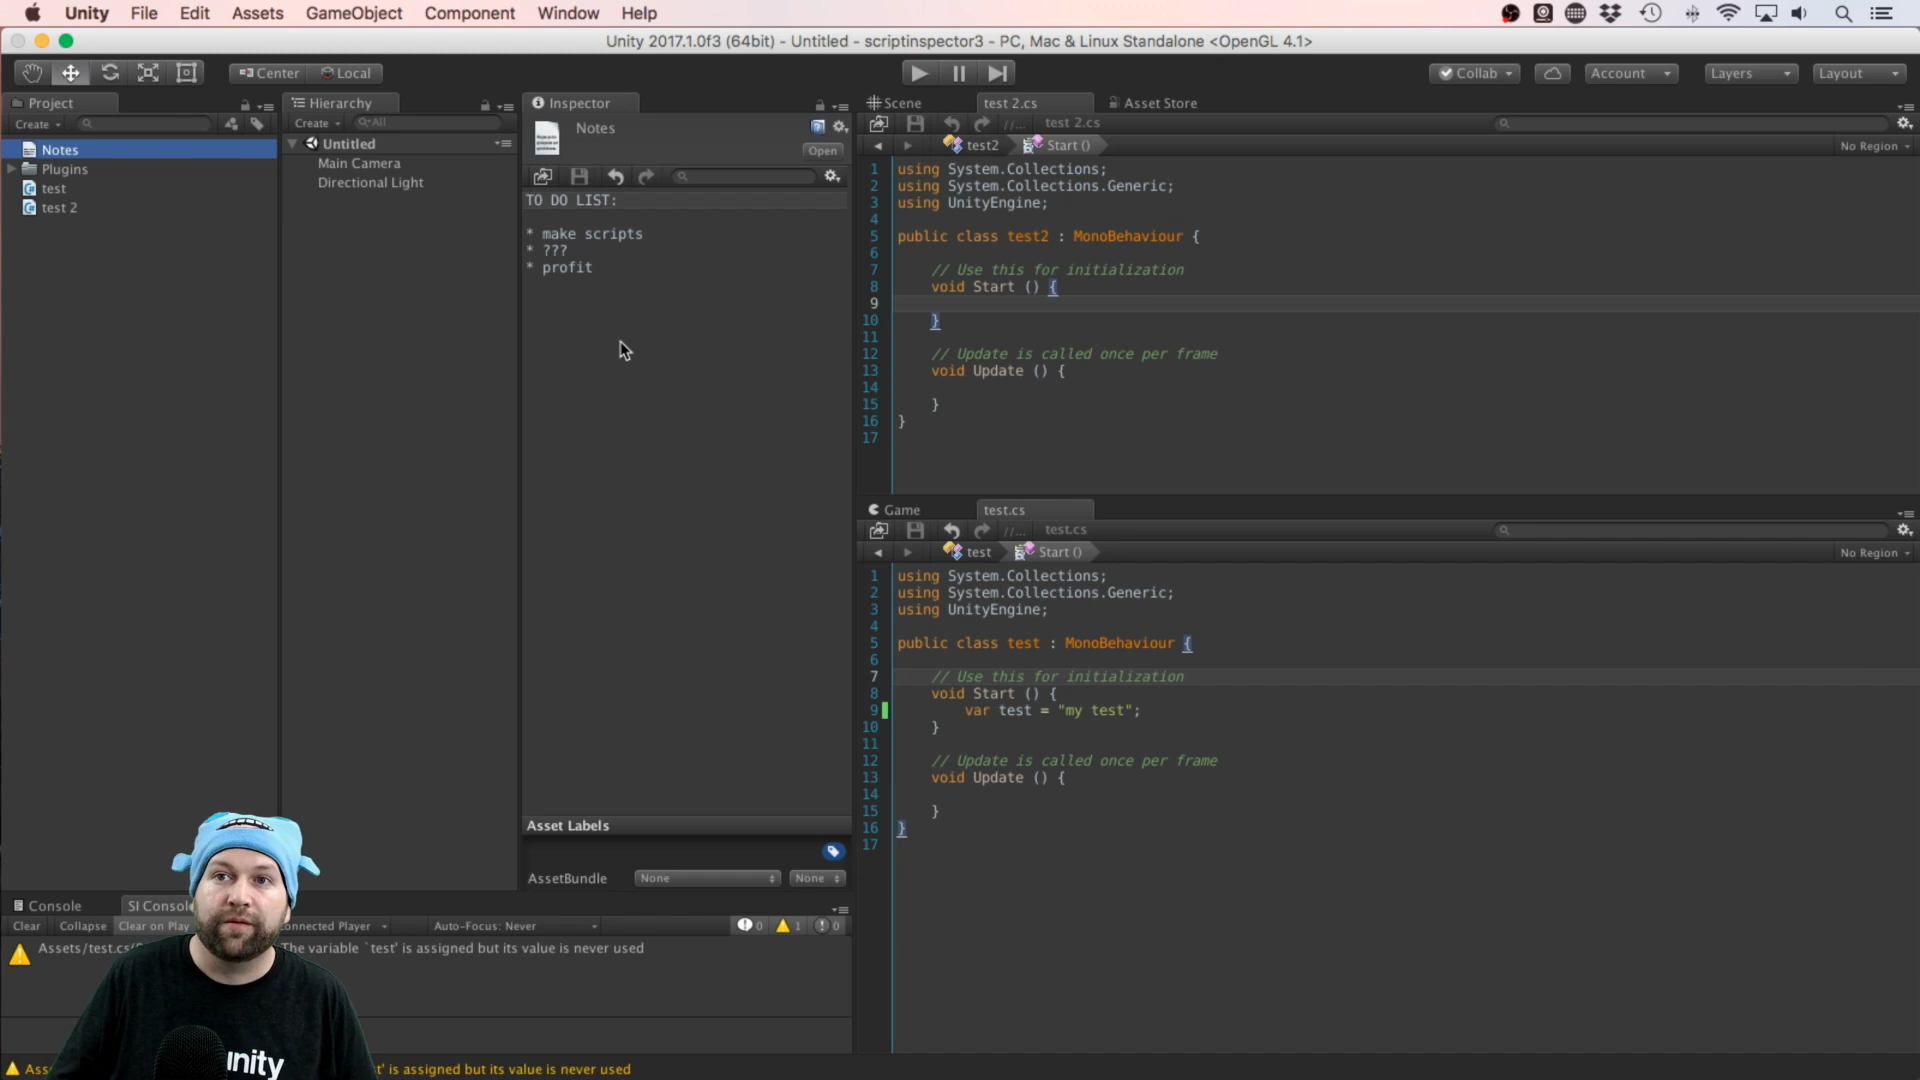 Unity File Edit Assets GameObject Component Window Help
Unity 2017.1.0f3 (64bit) - Untitled - scriptinspector3 - PC, Mac & Linux Standalone <OpenGL 4.1>
Center Local
Collab Account Layers Layout
Project
Create
Notes
Plugins
test
test 2
Hierarchy
Create All
Untitled
Main Camera
Directional Light
Inspector
Notes
Open
TO DO LIST:
* make scripts
* ???
* profit
Asset Labels
AssetBundle None None
Scene test 2.cs Asset Store
//... test 2.cs
test2 Start () No Region
1 using System.Collections;
2 using System.Collections.Generic;
3 using UnityEngine;
4
5 public class test2 : MonoBehaviour {
6
7 // Use this for initialization
8 void Start () {
9
10 }
11
12 // Update is called once per frame
13 void Update () {
14
15 }
16 }
17
Game test.cs
//... test.cs
test Start () No Region
1 using System.Collections;
2 using System.Collections.Generic;
3 using UnityEngine;
4
5 public class test : MonoBehaviour {
6
7 // Use this for initialization
8 void Start () {
9 var test = "my test";
10 }
11
12 // Update is called once per frame
13 void Update () {
14
15 }
16 }
17
Console SI Consol
Clear Collapse Clear on Play onnected Player Auto-Focus: Never 0 1 0
Assets/test.cs( The variable `test' is assigned but its value is never used
Ass t' is assigned but its value is never used
nity